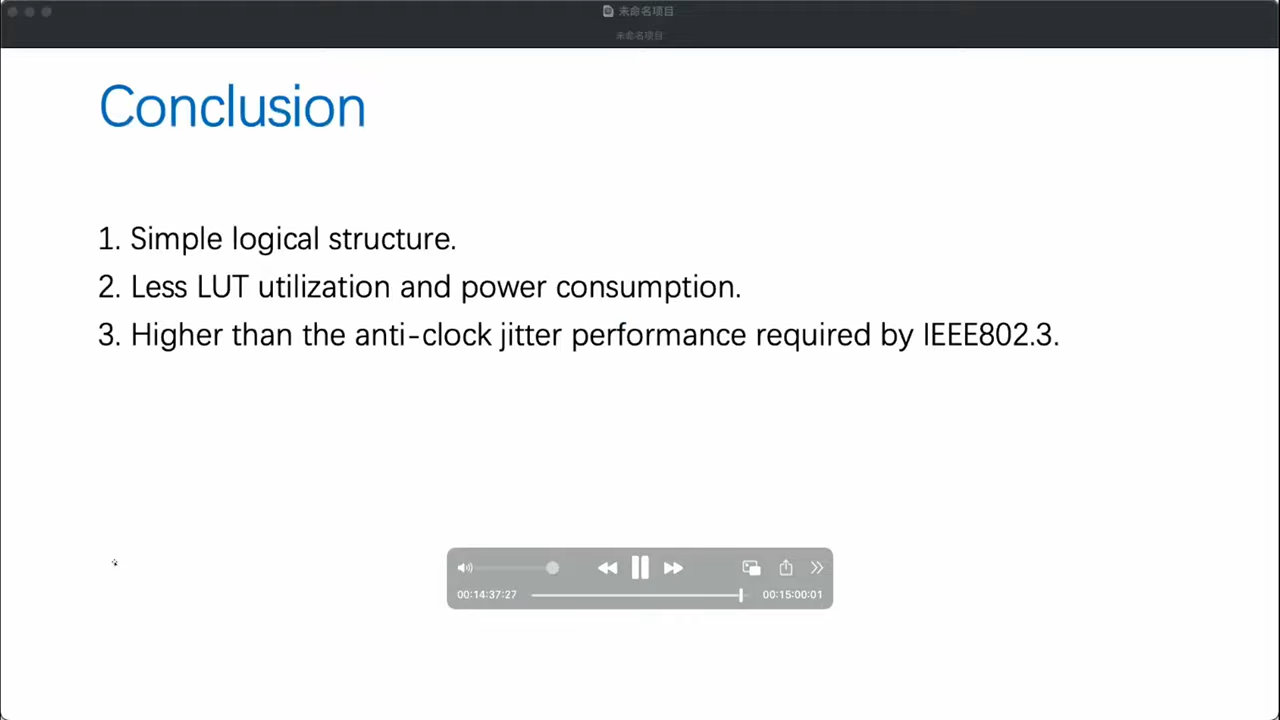 未命名项目
未命名项目
Conclusion
1. Simple logical structure.
2. Less LUT utilization and power consumption.
3. Higher than the anti-clock jitter performance required by IEEE802.3.
00:14:37:27
00:15:00:01